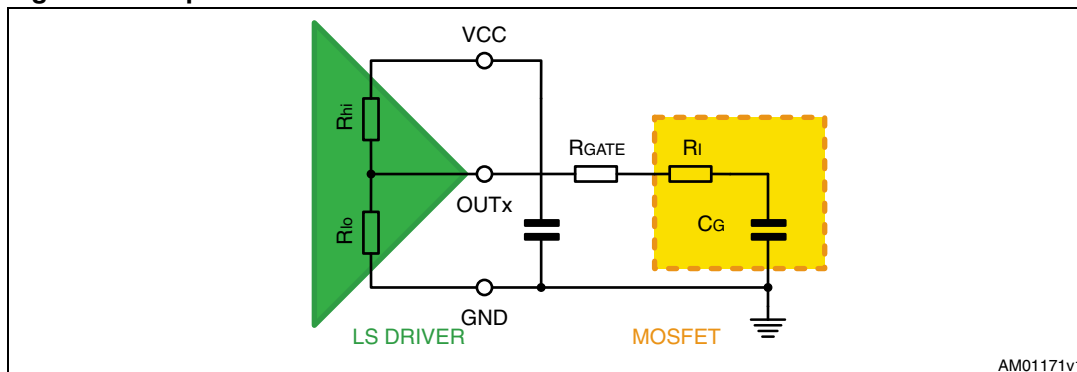 VCC
Rhi
RGATE
RI
OUTx
Rlo
CG
GND
LS DRIVER
MOSFET
AM01171v1